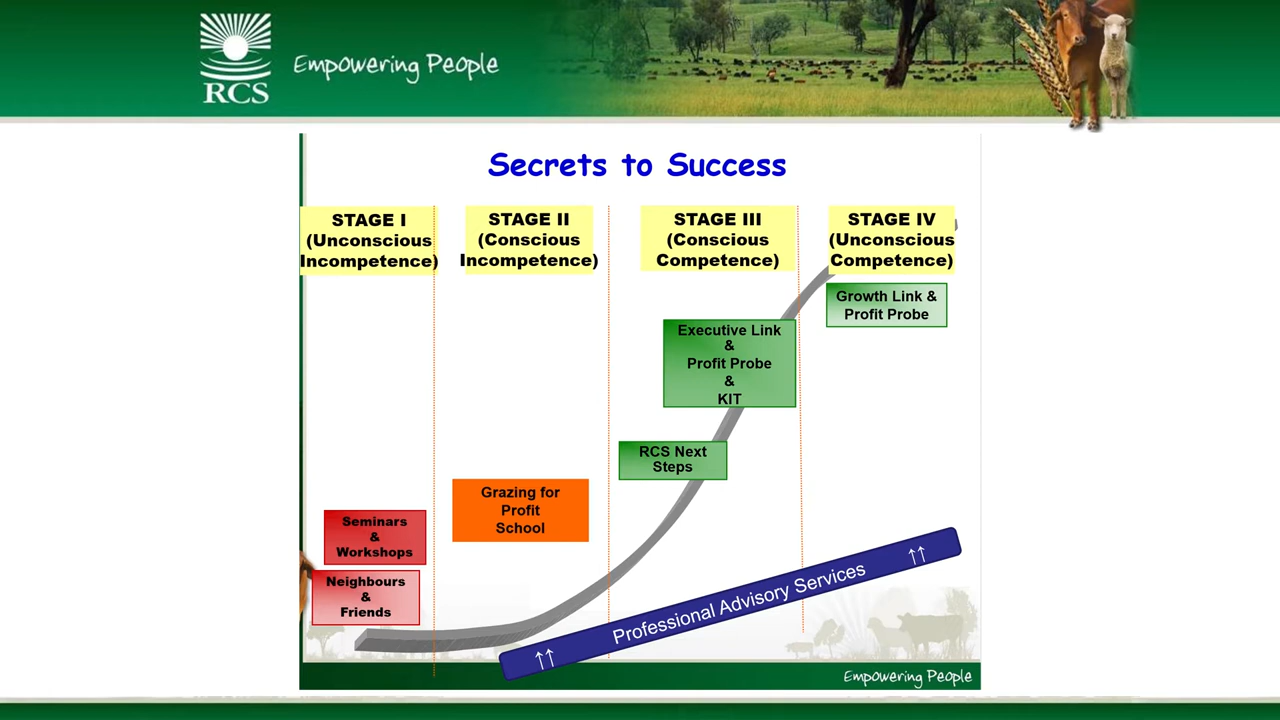 RCS
Empowering People
Secrets to Success
STAGE I
(Unconscious
Incompetence)
STAGE II
(Conscious
Incompetence)
STAGE III
(Conscious
Competence)
STAGE IV
(Unconscious
Competence)
Growth Link &
Profit Probe
Executive Link
&
Profit Probe
&
KIT
RCS Next
Steps
Grazing for
Profit
School
Seminars
&
Workshops
Neighbours
&
Friends
↑↑ Professional Advisory Services ↑↑
Empowering People